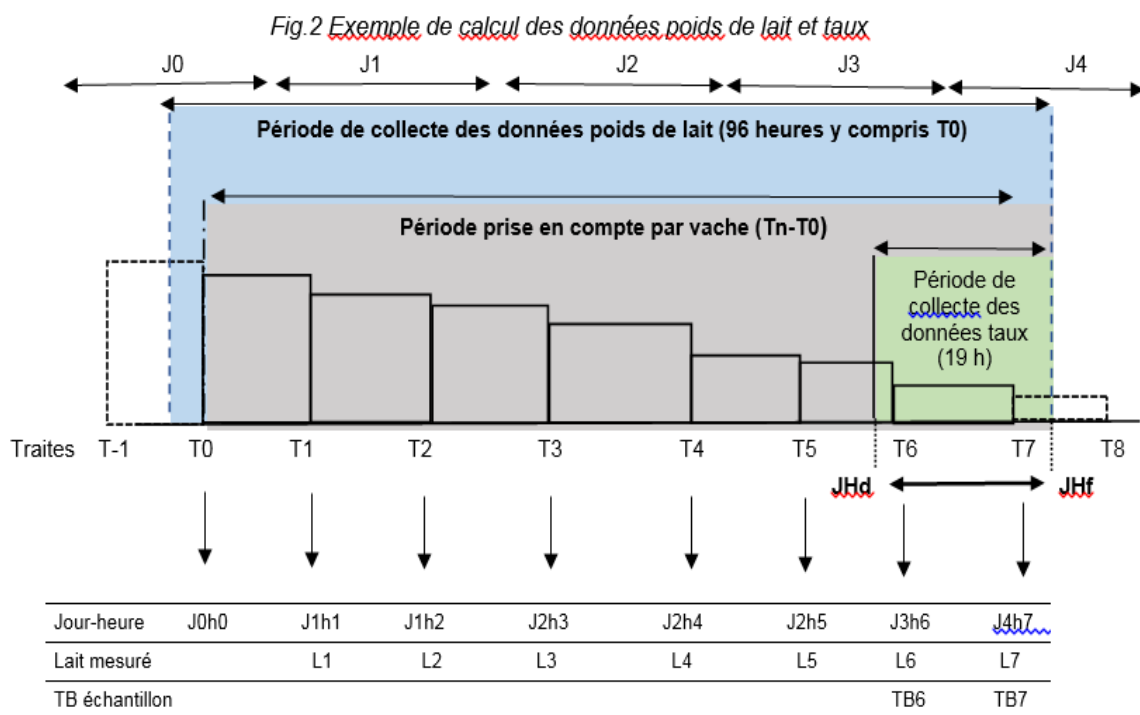 Fig.2 Exemple de calcul des données poids de lait et taux
J0 J1 J2 J3 J4
Période de collecte des données poids de lait (96 heures y compris T0)
Période prise en compte par vache (Tn-T0)
Période de
collecte des
données taux
(19 h)
Traites T-1 T0 T1 T2 T3 T4 T5 T6 T7 T8
JHd JHf
Jour-heure J0h0 J1h1 J1h2 J2h3 J2h4 J2h5 J3h6 J4h7
Lait mesuré L1 L2 L3 L4 L5 L6 L7
TB échantillon TB6 TB7